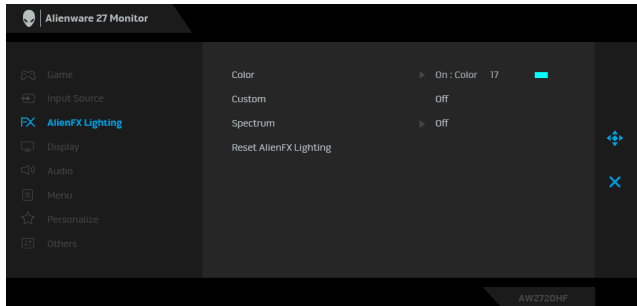 Alienware 27 Monitor
Game
Input Source
AlienFX Lighting
Display
Audio
Menu
Personalize
Others
Color On : Color 17
Custom Off
Spectrum Off
Reset AlienFX Lighting
AW2720HF